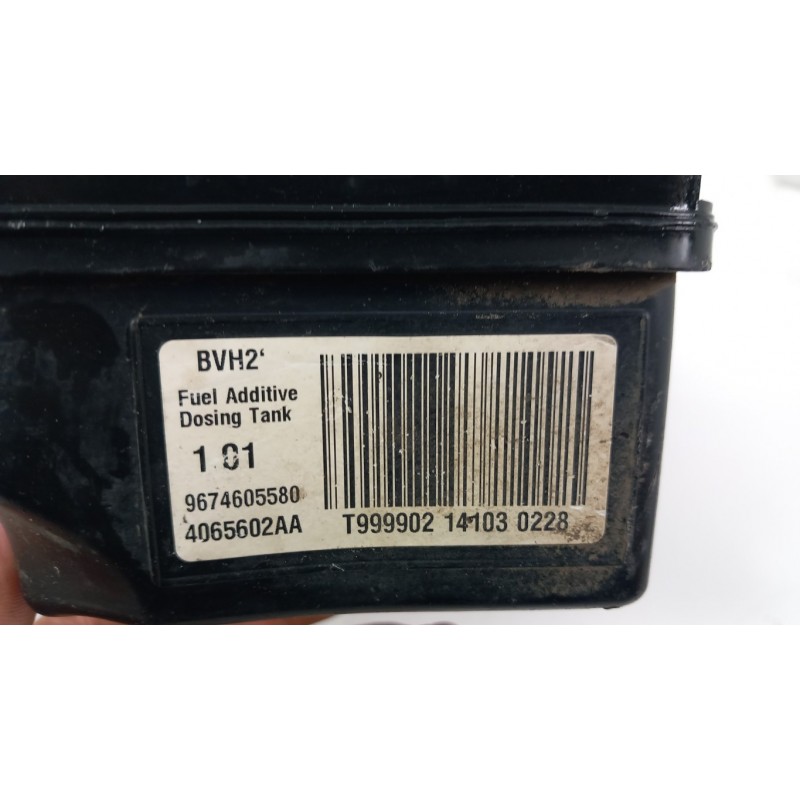 BVH2'
Fuel Additive
Dosing Tank
1.01
9674605580
4065602AA
T999902 14103 0228